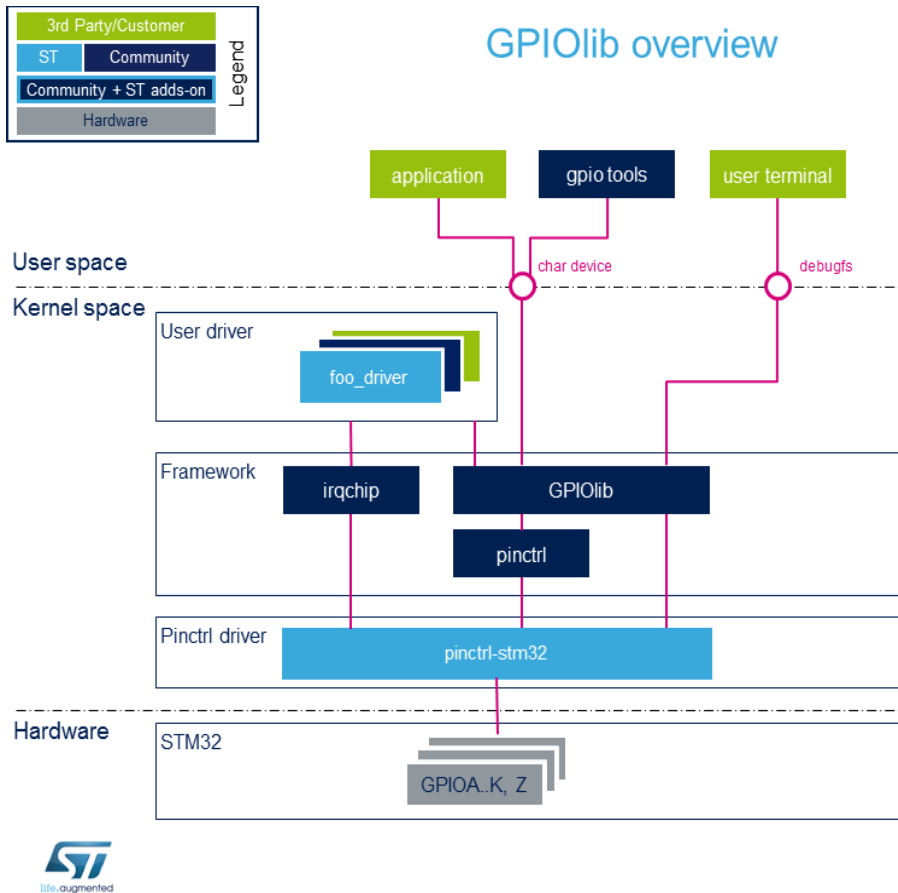 3rd Party/Customer
ST
Community
Community + ST adds-on
Hardware
Legend
GPIOlib overview
application
gpio tools
user terminal
User space
char device
debugfs
Kernel space
User driver
foo_driver
Framework
irqchip
GPIOlib
pinctrl
Pinctrl driver
pinctrl-stm32
Hardware
STM32
GPIOA..K, Z
ST
life.augmented